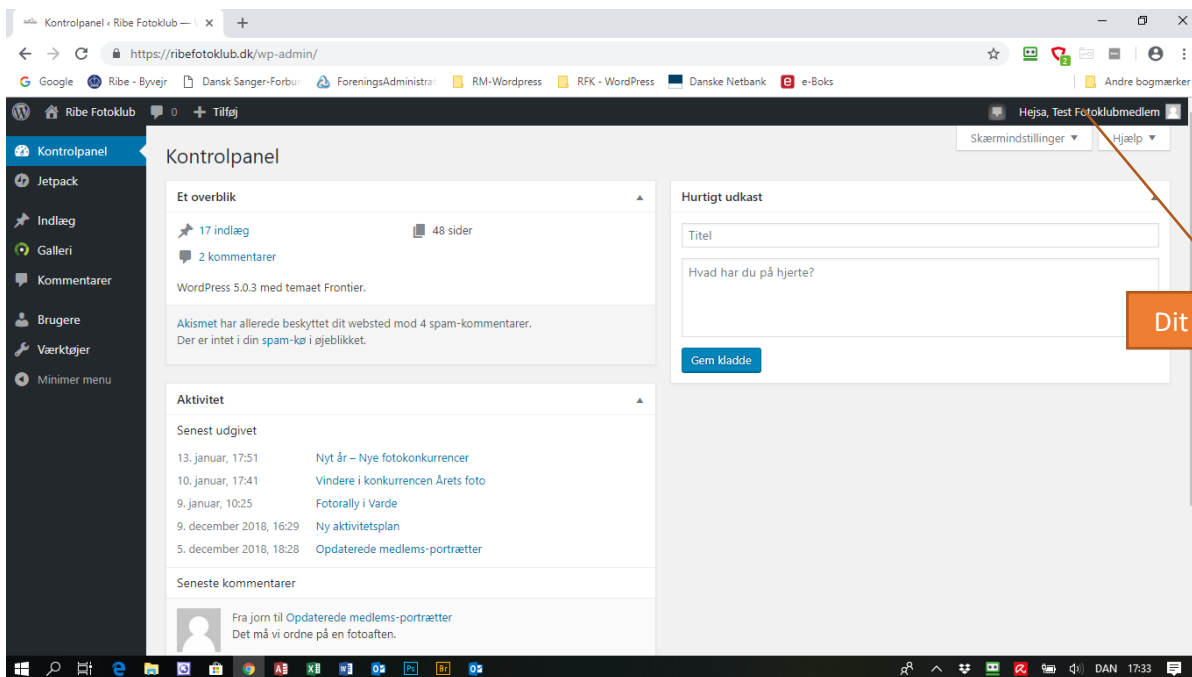 Kontrolpanel ‹ Ribe Fotoklub —
https://ribefotoklub.dk/wp-admin/
Google Ribe - Byvejr Dansk Sanger-Forbun ForeningsAdministrat RM-Wordpress RFK - WordPress Danske Netbank e-Boks Andre bogmærker
Ribe Fotoklub 0 + Tilføj Hejsa, Test Fotoklubmedlem
Skærmindstillinger Hjælp
Kontrolpanel
Jetpack
Indlæg
Galleri
Kommentarer
Brugere
Værktøjer
Minimer menu
Kontrolpanel
Et overblik
17 indlæg 48 sider
2 kommentarer
WordPress 5.0.3 med temaet Frontier.
Akismet har allerede beskyttet dit websted mod 4 spam-kommentarer.
Der er intet i din spam-kø i øjeblikket.
Aktivitet
Senest udgivet
13. januar, 17:51 Nyt år – Nye fotokonkurrencer
10. januar, 17:41 Vindere i konkurrencen Årets foto
9. januar, 10:25 Fotorally i Varde
9. december 2018, 16:29 Ny aktivitetsplan
5. december 2018, 18:28 Opdaterede medlems-portrætter
Seneste kommentarer
Fra jorn til Opdaterede medlems-portrætter
Det må vi ordne på en fotoaften.
Hurtigt udkast
Titel
Hvad har du på hjerte?
Gem kladde
Dit
DAN 17:33